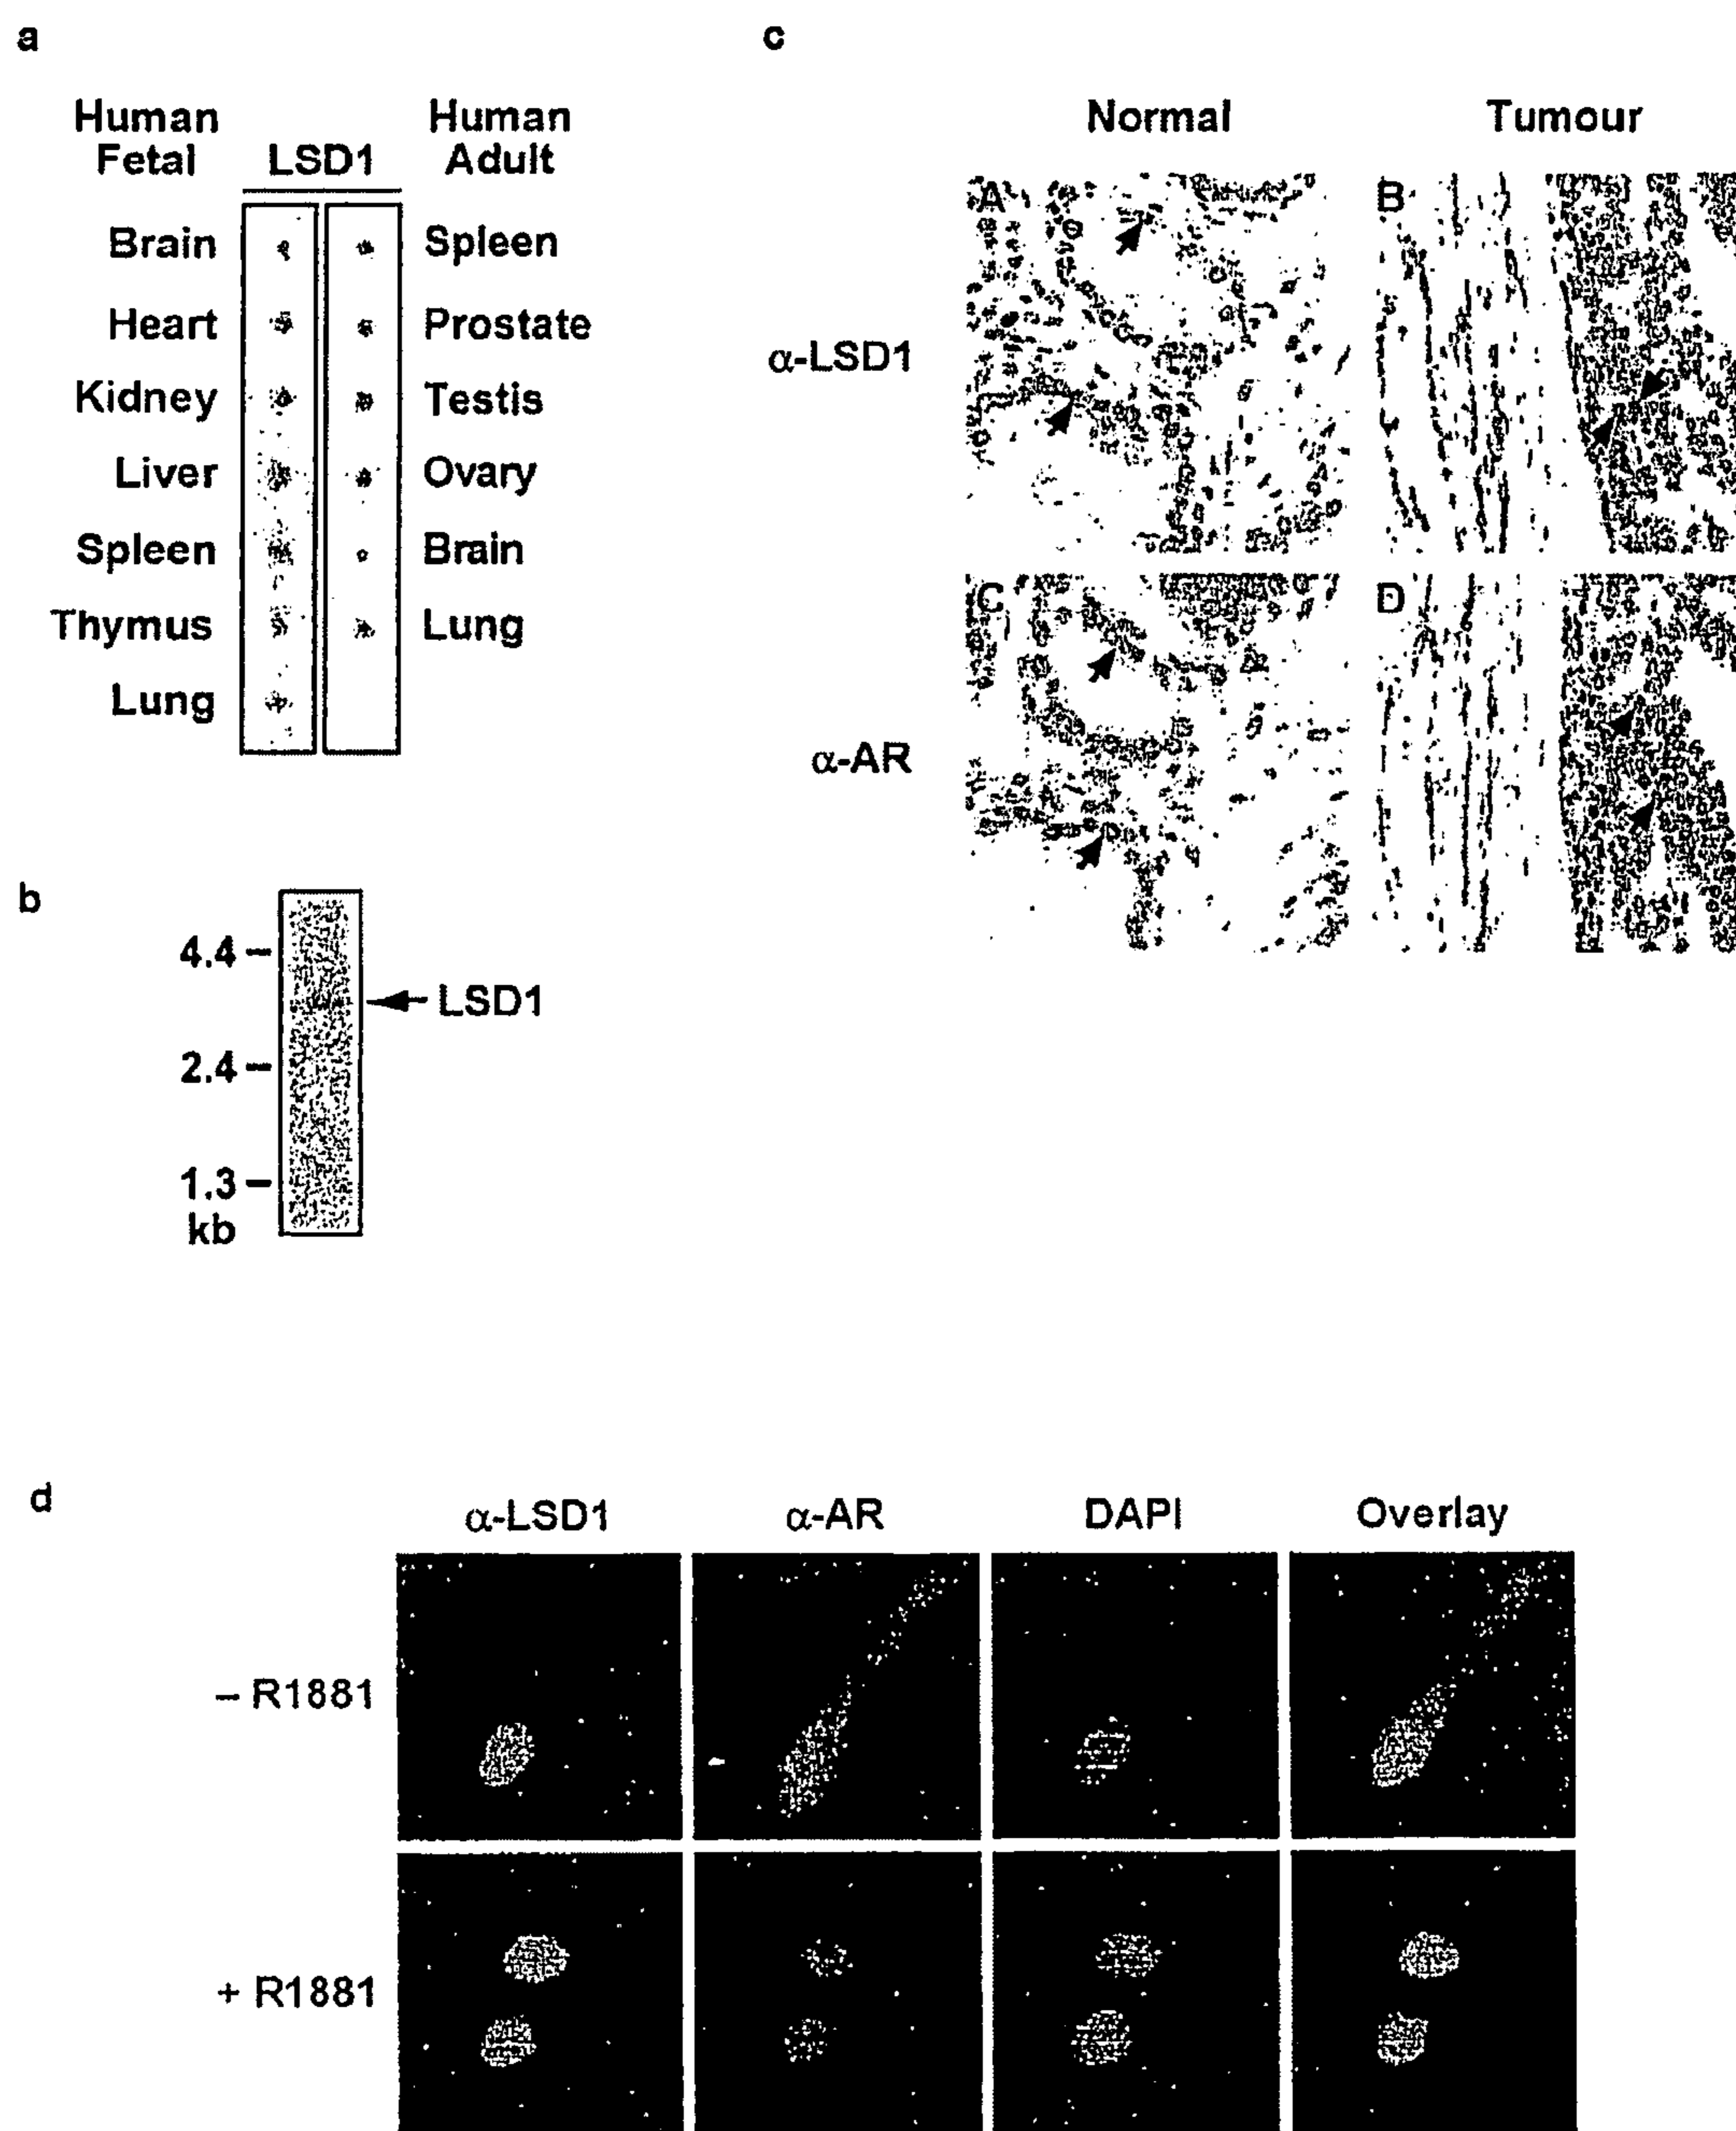 a
Human
Fetal
LSD1
Human
Adult
Brain
Spleen
Heart
Prostate
Kidney
Testis
Liver
Ovary
Spleen
Brain
Thymus
Lung
Lung
b
4.4
LSD1
2.4
1.3
kb
c
Normal
Tumour
α-LSD1
A
B
α-AR
C
D
d
α-LSD1
α-AR
DAPI
Overlay
– R1881
+ R1881